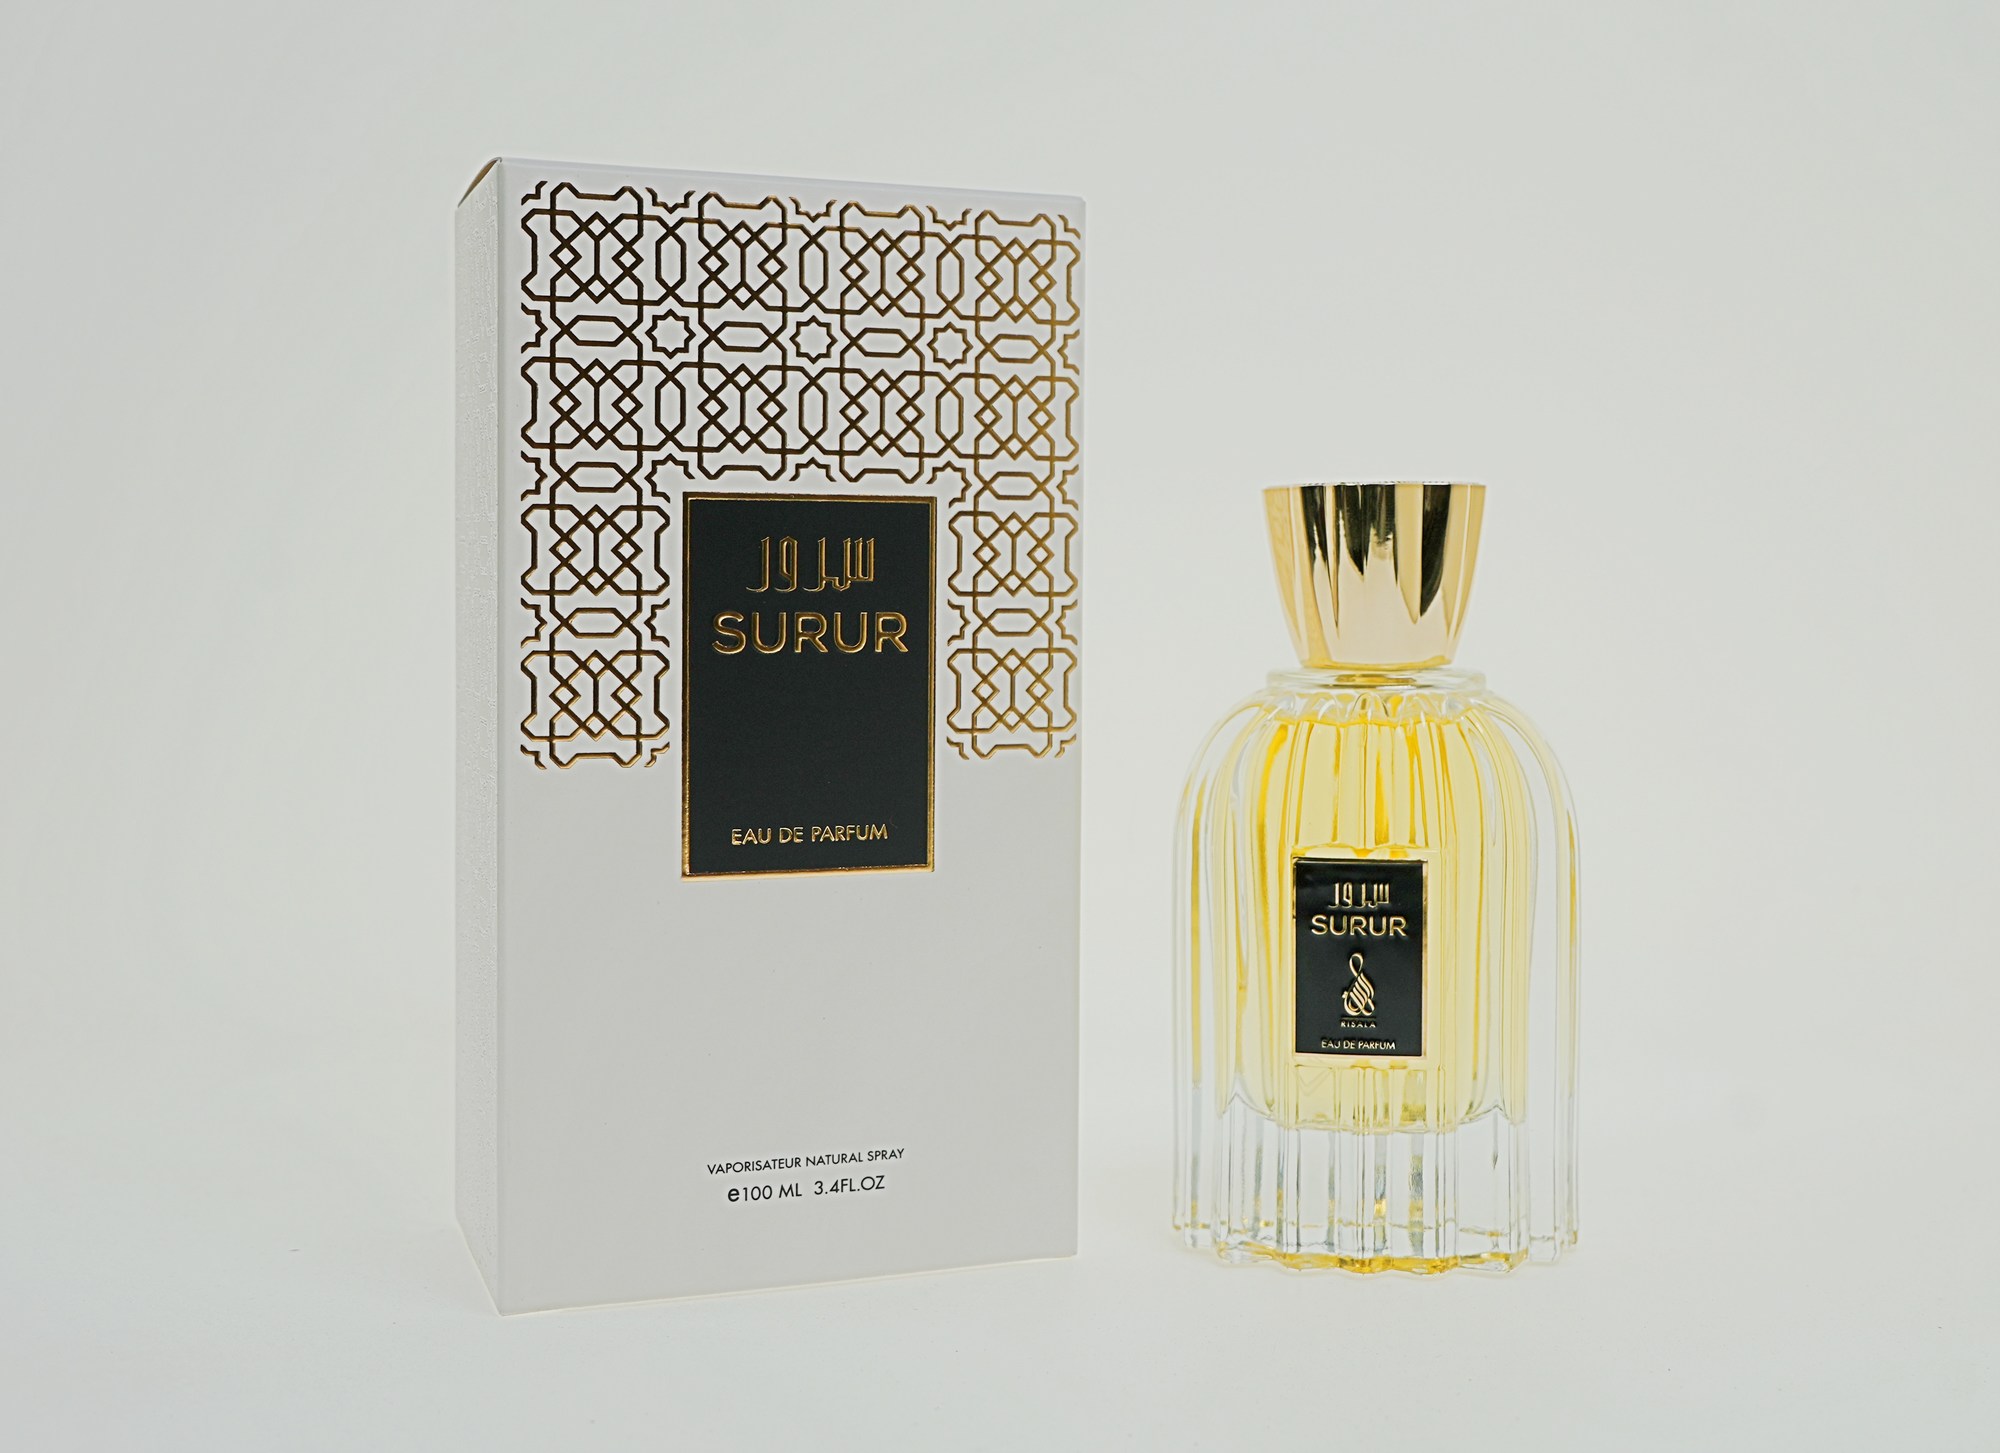 سرور
SURUR
EAU DE PARFUM
VAPORISATEUR NATURAL SPRAY
e100 ML 3.4FL.OZ
سرور
SURUR
RISALA
EAU DE PARFUM